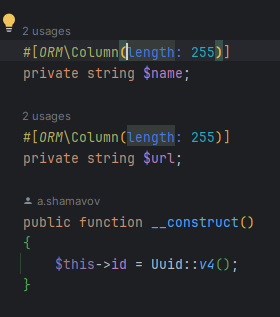 2 usages
#[ORM\Column(length: 255)]
private string $name;
2 usages
#[ORM\Column(length: 255)]
private string $url;
a.shamavov
public function __construct()
{
$this->id = Uuid::v4();
}